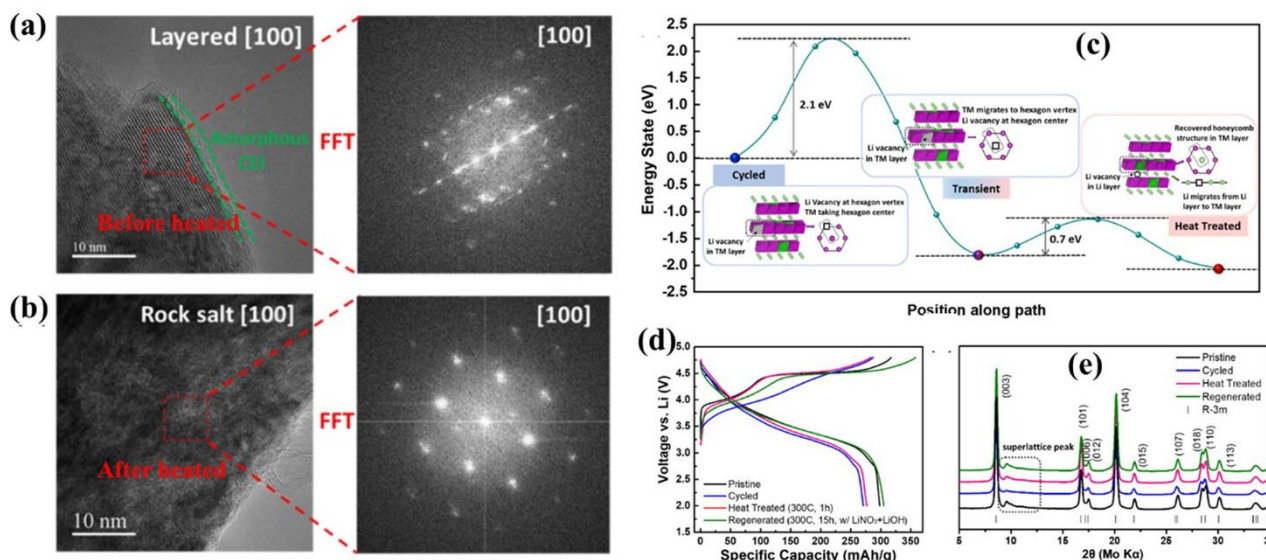 (a)
Layered [100]
Amorphous
CEI
Before heated
10 nm
FFT
[100]
(b)
Rock salt [100]
After heated
10 nm
FFT
[100]
(c)
Energy State (eV)
2.5
2.0
1.5
1.0
0.5
0.0
-0.5
-1.0
-1.5
-2.0
-2.5
2.1 eV
Cycled
Li Vacancy at hexagon vertex
TM taking hexagon center
Li vacancy
in TM layer
TM migrates to hexagon vertex
Li vacancy at hexagon center
Li vacancy
in TM layer
Transient
0.7 eV
Recovered honeycomb
structure in TM layer
Li vacancy
in Li layer
Li migrates from Li
layer to TM layer
Heat Treated
Position along path
(d)
Voltage vs. Li (V)
5.0
4.5
4.0
3.5
3.0
2.5
2.0
1.5
Pristine
Cycled
Heat Treated (300C, 1h)
Regenerated (300C, 15h, w/ LiNO₃+LiOH)
0 50 100 150 200 250 300 350
Specific Capacity (mAh/g)
(e)
Pristine
Cycled
Heat Treated
Regenerated
R-3m
(003)
superlattice peak
(101)
(006)
(012)
(104)
(015)
(107)
(018)
(110)
(113)
5 10 15 20 25 30 35
2θ (Mo Kα)